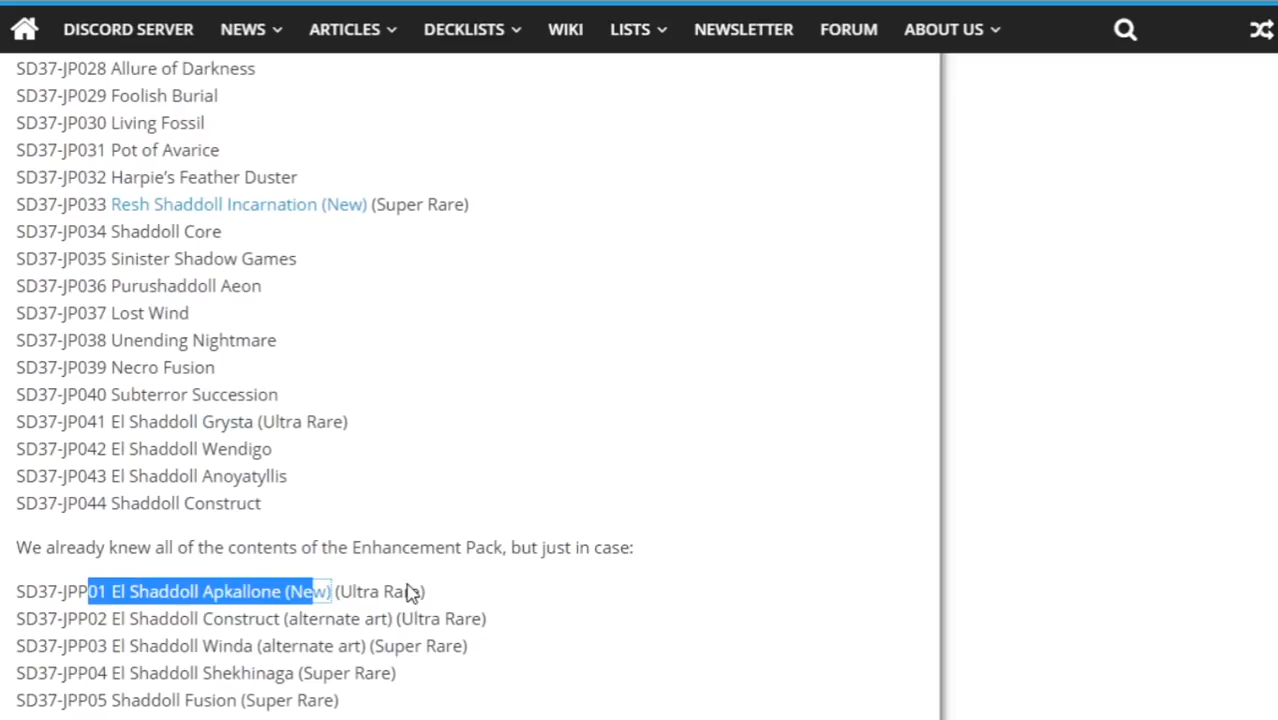 DISCORD SERVER NEWS ARTICLES DECKLISTS WIKI LISTS NEWSLETTER FORUM ABOUT US
SD37-JP028 Allure of Darkness
SD37-JP029 Foolish Burial
SD37-JP030 Living Fossil
SD37-JP031 Pot of Avarice
SD37-JP032 Harpie’s Feather Duster
SD37-JP033 Resh Shaddoll Incarnation (New) (Super Rare)
SD37-JP034 Shaddoll Core
SD37-JP035 Sinister Shadow Games
SD37-JP036 Purushaddoll Aeon
SD37-JP037 Lost Wind
SD37-JP038 Unending Nightmare
SD37-JP039 Necro Fusion
SD37-JP040 Subterror Succession
SD37-JP041 El Shaddoll Grysta (Ultra Rare)
SD37-JP042 El Shaddoll Wendigo
SD37-JP043 El Shaddoll Anoyatyllis
SD37-JP044 Shaddoll Construct
We already knew all of the contents of the Enhancement Pack, but just in case:
SD37-JPP01 El Shaddoll Apkallone (New) (Ultra Rare)
SD37-JPP02 El Shaddoll Construct (alternate art) (Ultra Rare)
SD37-JPP03 El Shaddoll Winda (alternate art) (Super Rare)
SD37-JPP04 El Shaddoll Shekhinaga (Super Rare)
SD37-JPP05 Shaddoll Fusion (Super Rare)